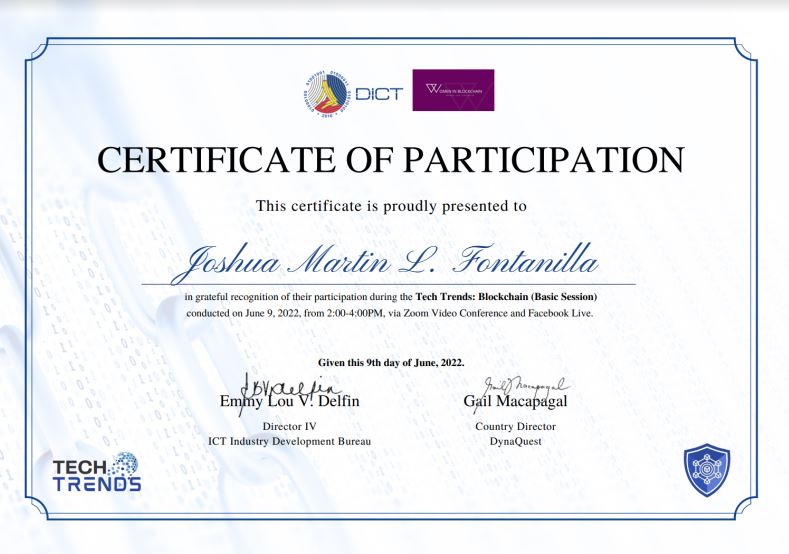 DICT
WOMEN IN BLOCKCHAIN
2016
CERTIFICATE OF PARTICIPATION
This certificate is proudly presented to
Joshua Martin L. Fontanilla
in grateful recognition of their participation during the Tech Trends: Blockchain (Basic Session)
conducted on June 9, 2022, from 2:00-4:00PM, via Zoom Video Conference and Facebook Live.
Given this 9th day of June, 2022.
Emmy Lou V. Delfin
Gail Macapagal
Director IV
Country Director
ICT Industry Development Bureau
DynaQuest
TECH
TRENDS